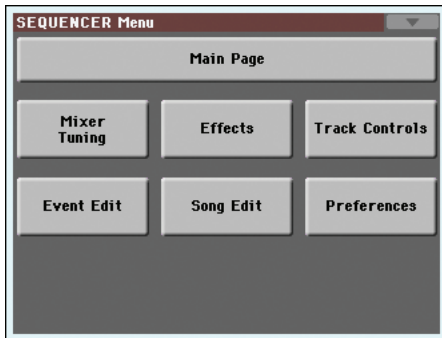 SEQUENCER Menu
Main Page
Mixer
Tuning
Effects
Track Controls
Event Edit
Song Edit
Preferences